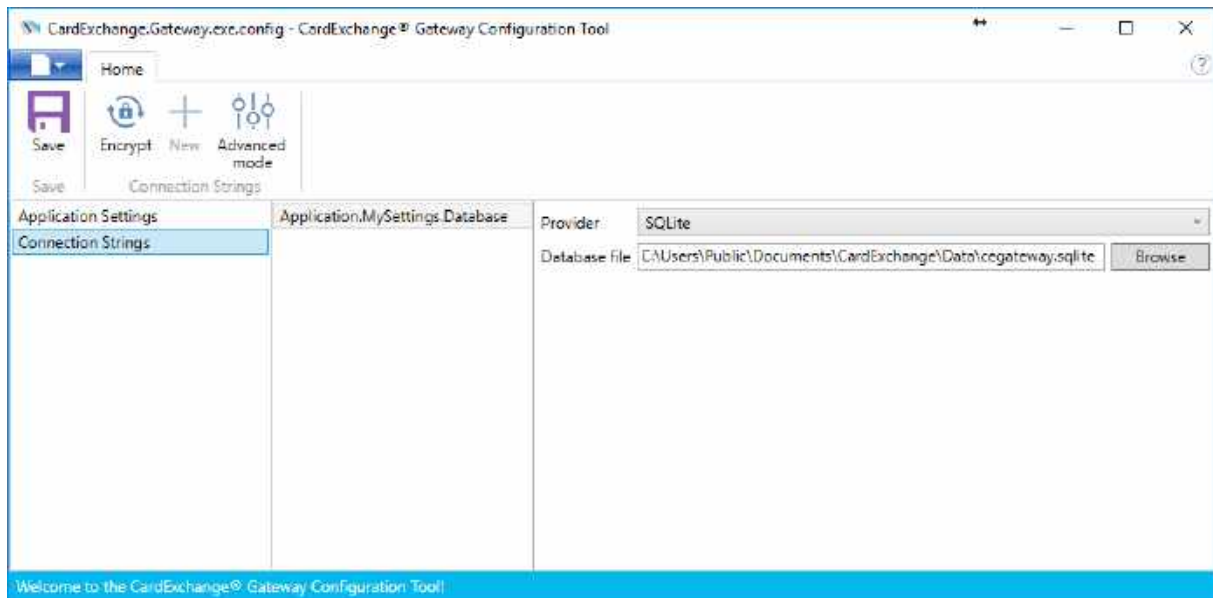 CardExchange.Gateway.exe.config - CardExchange® Gateway Configuration Tool
Home
Save
Encrypt
New
Advanced
mode
Save
Connection Strings
Application Settings
Connection Strings
Application.MySettings.Database
Provider
SQLite
Database file
C:\Users\Public\Documents\CardExchange\Data\cegateway.sqlite
Browse
Welcome to the CardExchange® Gateway Configuration Tool!